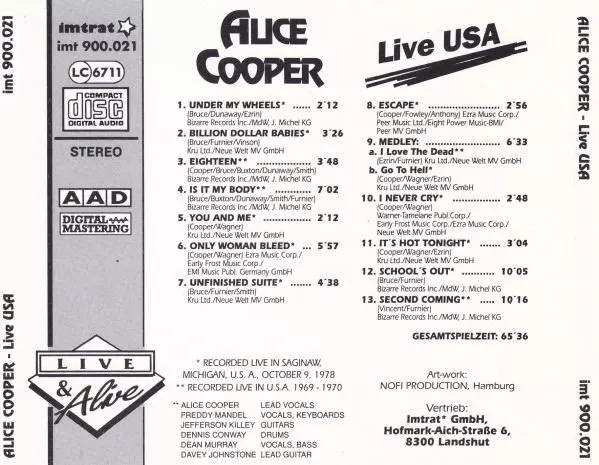 imt 900.021
ALICE COOPER - Live USA
imtrat
imt 900.021
LC 6711
COMPACT
disc
DIGITAL AUDIO
STEREO
AAD
DIGITAL
MASTERING
LIVE
& Alive
ALICE
COOPER
Live USA
1. UNDER MY WHEELS* ...... 2´12
(Bruce/Dunaway/Ezrin)
Bizarre Records Inc./MdW, J. Michel KG
2. BILLION DOLLAR BABIES* 3´26
(Bruce/Furnier/Vinson)
Kru Ltd./Neue Welt MV GmbH
3. EIGHTEEN** ................... 3´48
(Cooper/Bruce/Buxton/Dunaway/Smith)
Bizarre Records Inc./MdW, J. Michel KG
4. IS IT MY BODY** ............ 7´02
(Bruce/Buxton/Dunaway/Smith/Furnier)
Bizarre Records Inc./MdW, J. Michel KG
5. YOU AND ME* ............... 2´12
(Cooper/Wagner)
Kru Ltd./Neue Welt MV GmbH
6. ONLY WOMAN BLEED* ... 5´57
(Cooper/Wagner) Ezra Music Corp./
Early Frost Music Corp./
EMI Music Publ. Germany GmbH
7. UNFINISHED SUITE* ....... 4´38
(Bruce/Furnier/Smith)
Kru Ltd./Neue Welt MV GmbH
8. ESCAPE* ........................ 2´56
(Cooper/Fowley/Anthony) Ezra Music Corp./
Peer Music Ltd./Eight Power Music-BMI/
Peer MV GmbH
9. MEDLEY: ........................ 6´33
a. I Love The Dead**
(Ezrin/Furnier) Kru Ltd./Neue Welt MV GmbH
b. Go To Hell*
(Cooper/Wagner/Ezrin)
Kru Ltd./Neue Welt MV GmbH
10. I NEVER CRY* ................ 2´48
(Cooper/Wagner)
Warner-Tamelane Publ.Corp./
Early Frost Music Corp./Ezra Music Corp./
Neue Welt MV GmbH
11. IT´S HOT TONIGHT* ....... 3´04
(Cooper/Wagner/Ezrin)
Kru Ltd./Neue Welt MV GmbH
12. SCHOOL´S OUT* ........... 10´05
(Bruce/Furnier)
Bizarre Records Inc./MdW, J. Michel KG
13. SECOND COMING** ..... 10´16
(Vincent/Furnier)
Bizarre Records Inc./MdW, J. Michel KG
GESAMTSPIELZEIT: 65´36
* RECORDED LIVE IN SAGINAW,
MICHIGAN, U.S. A., OCTOBER 9, 1978
** RECORDED LIVE IN U.S.A. 1969 - 1970
** ALICE COOPER LEAD VOCALS
FREDDY MANDEL VOCALS, KEYBOARDS
JEFFERSON KILLEY GUITARS
DENNIS CONWAY DRUMS
DEAN MURRAY VOCALS, BASS
DAVEY JOHNSTONE LEAD GUITAR
Art-work:
NOFI PRODUCTION, Hamburg
Vertrieb:
Imtrat* GmbH,
Hofmark-Aich-Straße 6,
8300 Landshut
ALICE COOPER - Live USA
imt 900.021